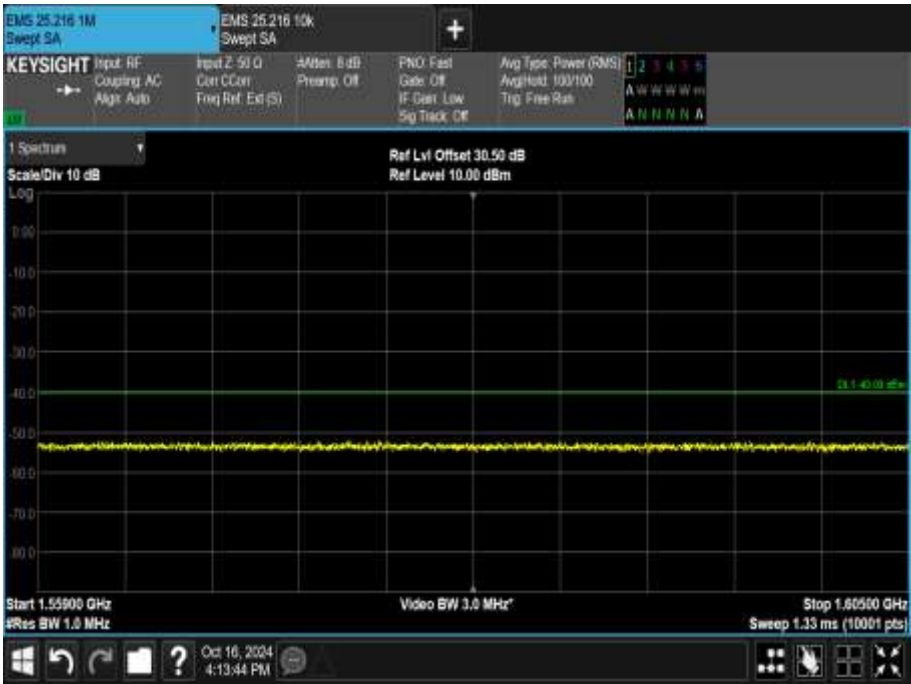 EMS 25.216 1M
Swept SA
EMS 25.216 10k
Swept SA
+
KEYSIGHT
Input: RF
Coupling: AC
Align: Auto
Input Z: 50 Ω
Corr CCorr
Freq Ref: Ext (S)
#Atten: 8 dB
Preamp: Off
PNO: Fast
Gate: Off
IF Gain: Low
Sig Track: Off
Avg Type: Power (RMS)
Avg|Hold: 100/100
Trig: Free Run
1 2 3 4 5 6
A W W W W
A N N N N A
1 Spectrum
Scale/Div 10 dB
Ref Lvl Offset 30.50 dB
Ref Level 10.00 dBm
Log
0.00
-10.0
-20.0
-30.0
-40.0
DL1 -40.00 dBm
-50.0
-60.0
-70.0
-80.0
Start 1.55900 GHz
#Res BW 1.0 MHz
Video BW 3.0 MHz*
Stop 1.60500 GHz
Sweep 1.33 ms (10001 pts)
?
Oct 16, 2024
4:13:44 PM